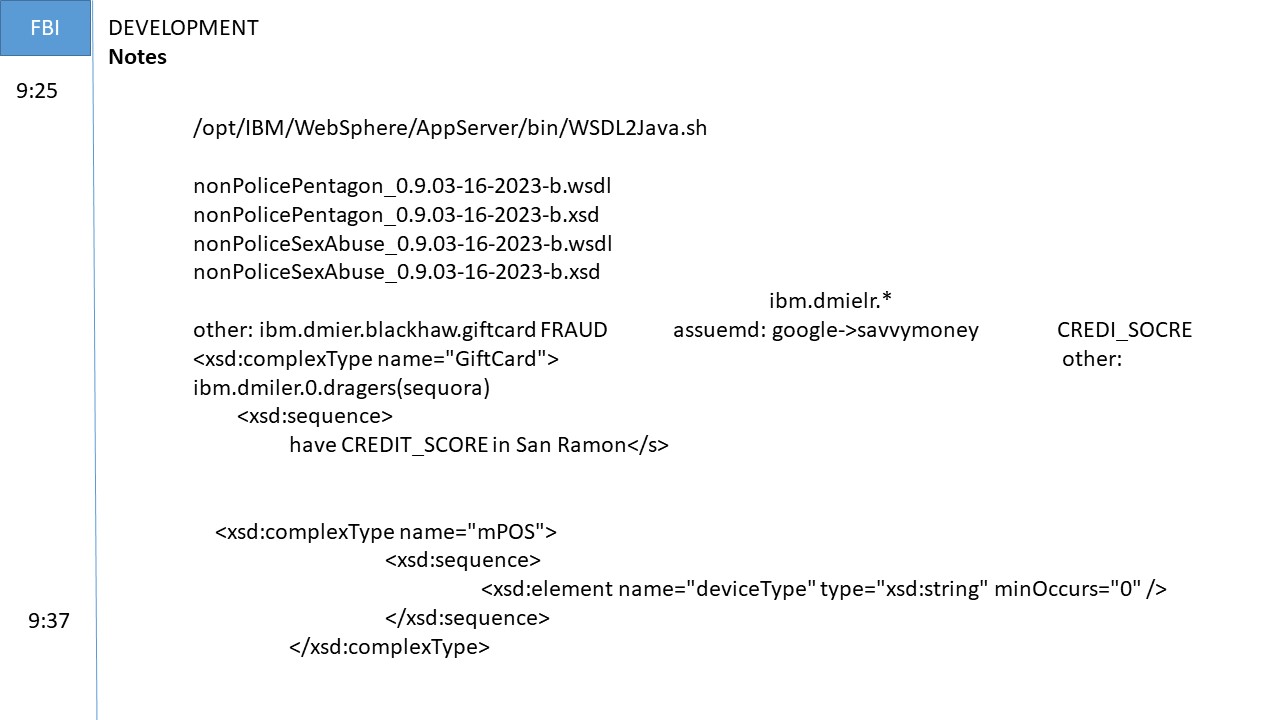 FBI
DEVELOPMENT
Notes
9:25
/opt/IBM/WebSphere/AppServer/bin/WSDL2Java.sh
nonPolicePentagon_0.9.03-16-2023-b.wsdl
nonPolicePentagon_0.9.03-16-2023-b.xsd
nonPoliceSexAbuse_0.9.03-16-2023-b.wsdl
nonPoliceSexAbuse_0.9.03-16-2023-b.xsd
ibm.dmielr.*
other: ibm.dmier.blackhaw.giftcard FRAUD assuemd: google->savvymoney CREDI_SOCRE
<xsd:complexType name="GiftCard"> other:
ibm.dmiler.0.dragers(sequora)
<xsd:sequence>
have CREDIT_SCORE in San Ramon</s>
<xsd:complexType name="mPOS">
<xsd:sequence>
<xsd:element name="deviceType" type="xsd:string" minOccurs="0" />
9:37 </xsd:sequence>
</xsd:complexType>